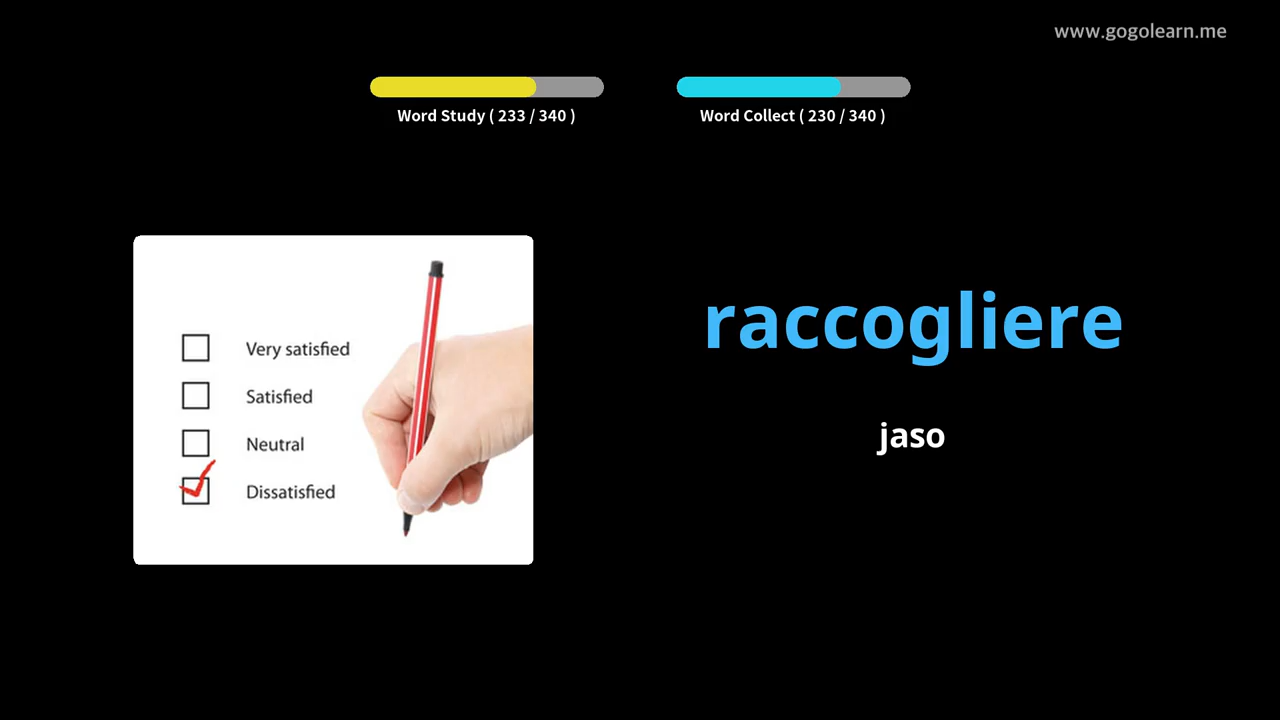 www.gogolearn.me
Word Study ( 233 / 340 )
Word Collect ( 230 / 340 )
Very satisfied
Satisfied
Neutral
Dissatisfied
raccogliere
jaso